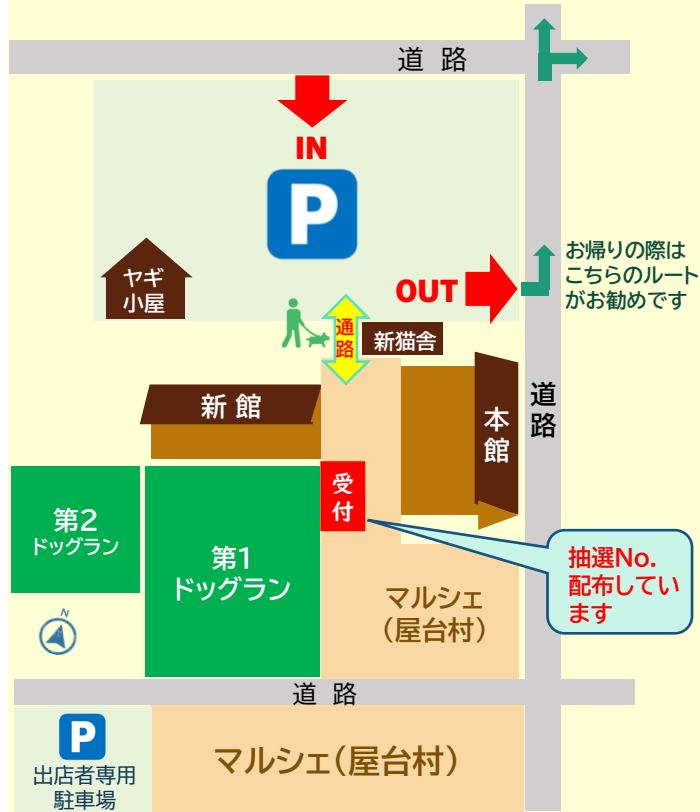 道 路
IN
P
ヤギ
小屋
OUT
お帰りの際は
こちらのルート
がお勧めです
通
路
新猫舎
新 館
本
館
道
路
受
付
第2
ドッグラン
第1
ドッグラン
抽選No.
配布してい
ます
マルシェ
(屋台村)
N
道 路
P
出店者専用
駐車場
マルシェ(屋台村)